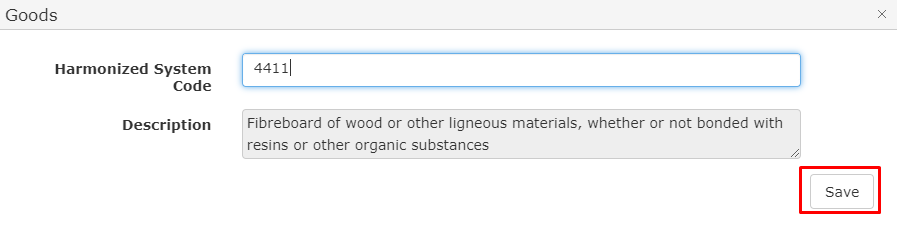 Goods
Harmonized System
Code
4411
Description
Fibreboard of wood or other ligneous materials, whether or not bonded with
resins or other organic substances
Save